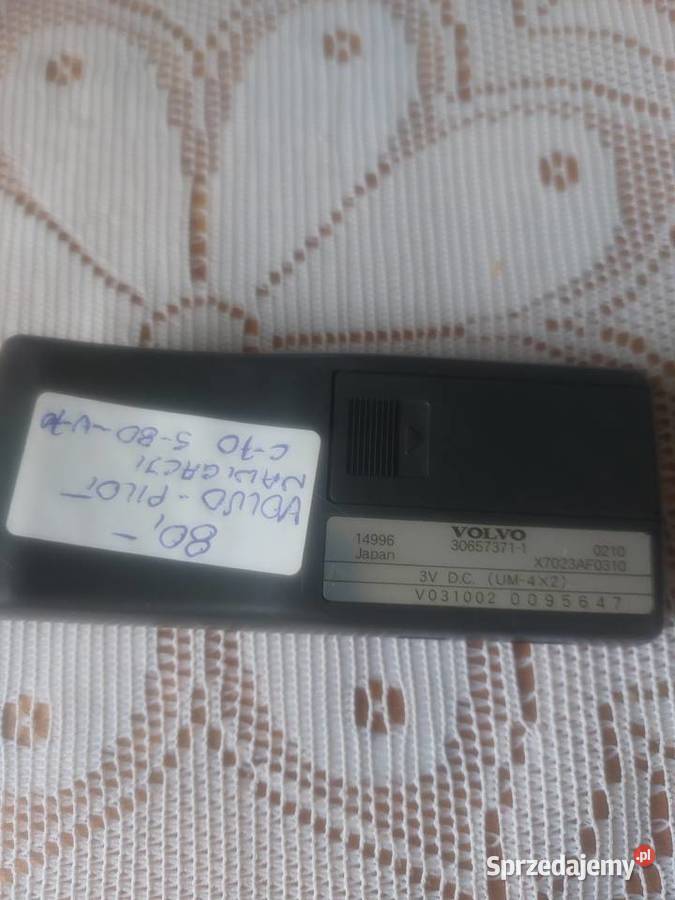 80,-
VOLVO - PILOT
NAWIGACJI
C-70 S-80 - V-70
VOLVO
14996 30657371-1 0210
Japan X7023AF0310
3V D.C. (UM-4×2)
V031002 0095647
Sprzedajemy.pl